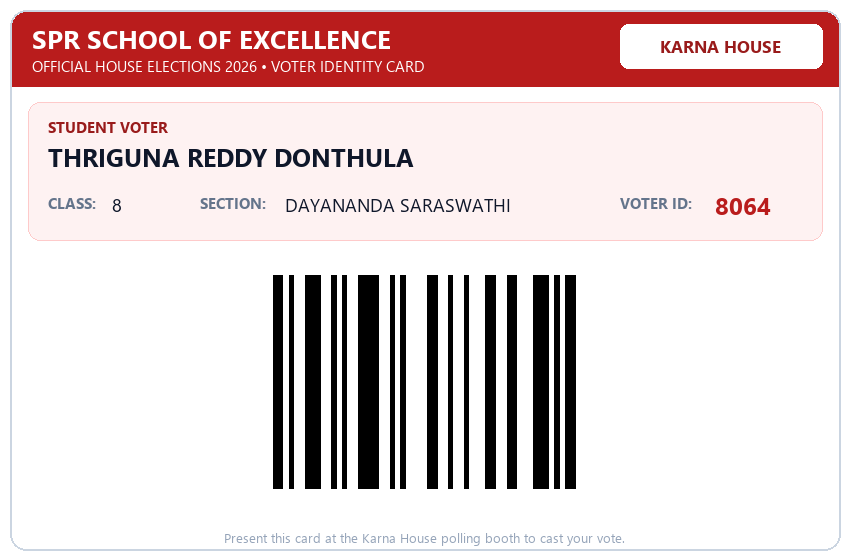 SPR SCHOOL OF EXCELLENCE
KARNA HOUSE
OFFICIAL HOUSE ELECTIONS 2026 • VOTER IDENTITY CARD
STUDENT VOTER
THRIGUNA REDDY DONTHULA
CLASS: 8 SECTION: DAYANANDA SARASWATHI VOTER ID: 8064
Present this card at the Karna House polling booth to cast your vote.